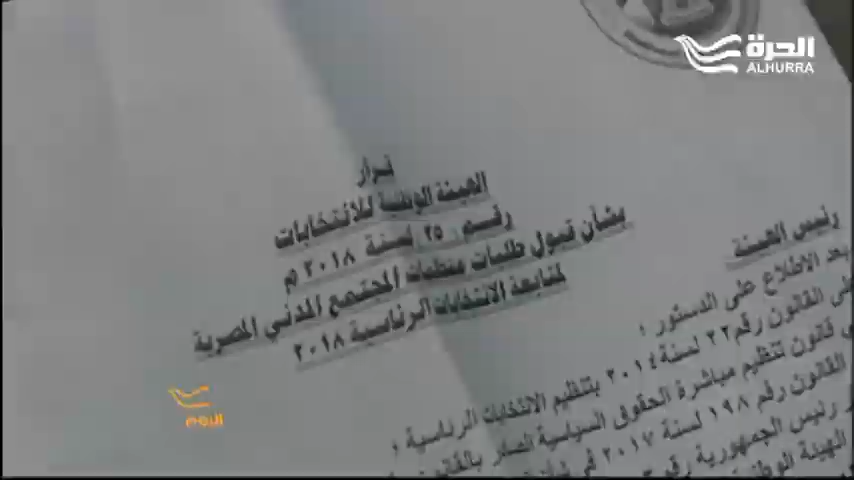 الحرة
ALHURRA
قرار
الهيئة الوطنية للانتخابات
رقم : ٢٥ لسنة ٢٠١٨ م
بشأن قبول طلبات منظمات المجتمع المدني المصرية
لمتابعة الانتخابات الرئاسية ٢٠١٨
رئيس الهيئة
بعد الاطلاع على الدستور ؛
القانون رقم ٢٢ لسنة ٢٠١٤ بتنظيم الانتخابات الرئاسية ؛
قانون تنظيم مباشرة الحقوق السياسية الصادر بالقانون
القانون رقم ١٩٨ لسنة ٢٠١٧ في شأن
رئيس الجمهورية رقم
الهيئة الوطنية
اليوم